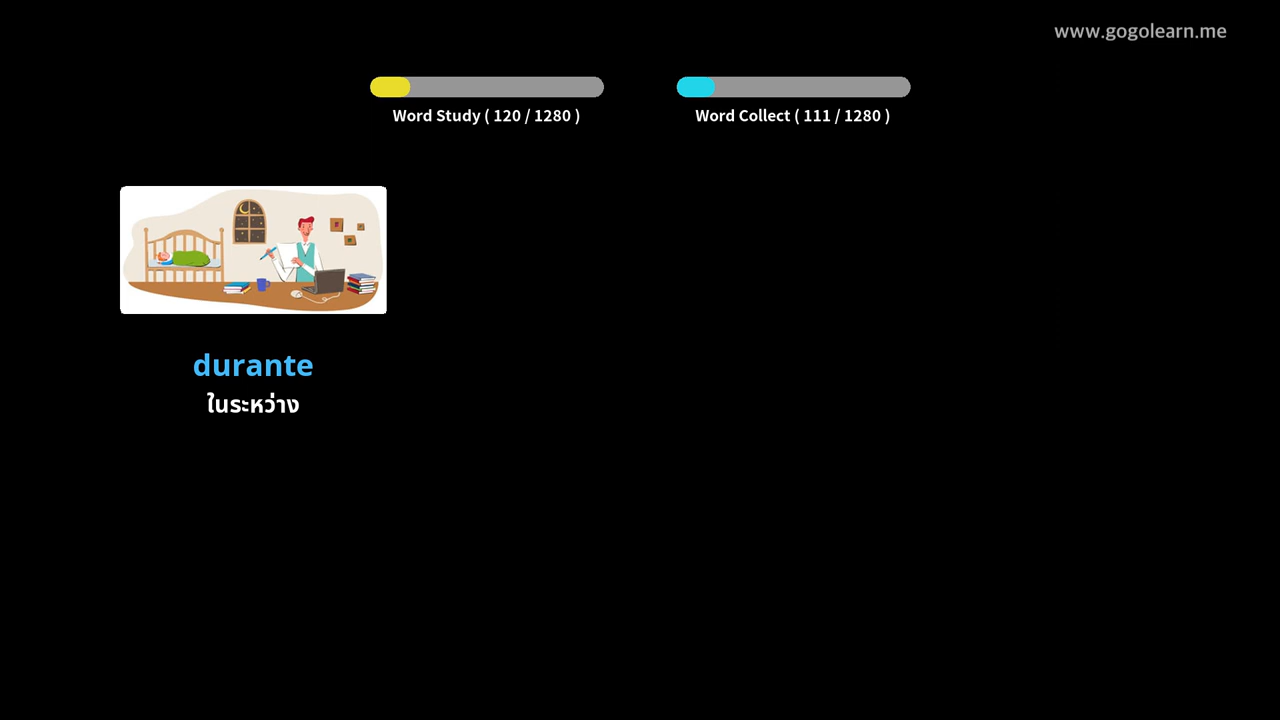 www.gogolearn.me
Word Study ( 120 / 1280 )
Word Collect ( 111 / 1280 )
durante
ในระหว่าง